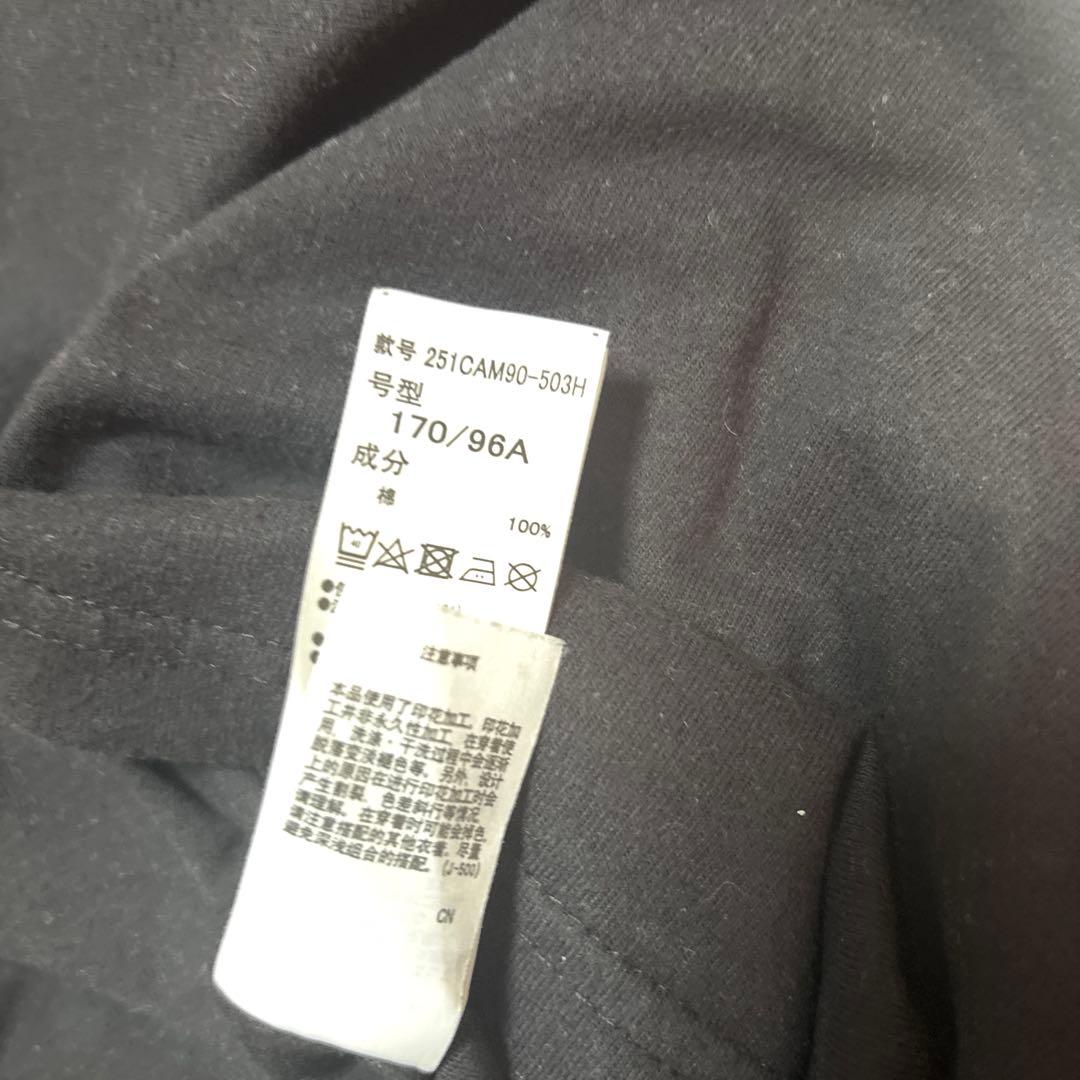 款号 251CAM90-503H
号型
170/96A
成分
棉 100%
40
注意事项
本品使用了印花加工，印花加
工并非永久性加工，在穿着使
用，洗涤·干洗过程中会逐渐
脱落变淡褪色等。另外，设计
上的原因在进行印花加工时会
产生割裂，色差斜行等情况，
请理解。在穿着时可能会掉色，
请注意搭配的其他衣着，尽量
避免深浅组合的搭配。(J-500)
CN